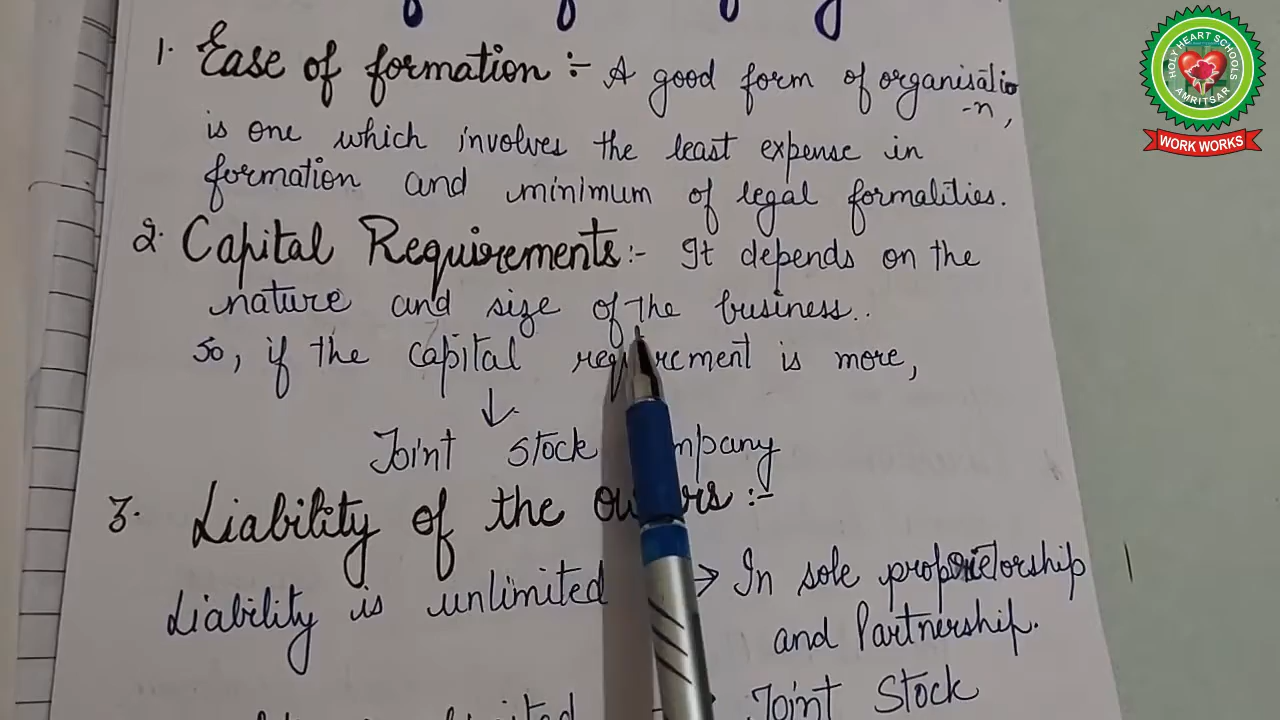 1. Ease of formation :- A good form of organisatio
-n,
is one which involves the least expense in
formation and minimum of legal formalities.
2. Capital Requirements :- It depends on the
nature and size of the business..
So, if the capital requirement is more,
↓
Joint stock
3. Liability of the :-
Liability is unlimited → In sole proprietorship
and Partnership.
Joint Stock
HOLY HEART SCHOOLS
AMRITSAR
WORK WORKS